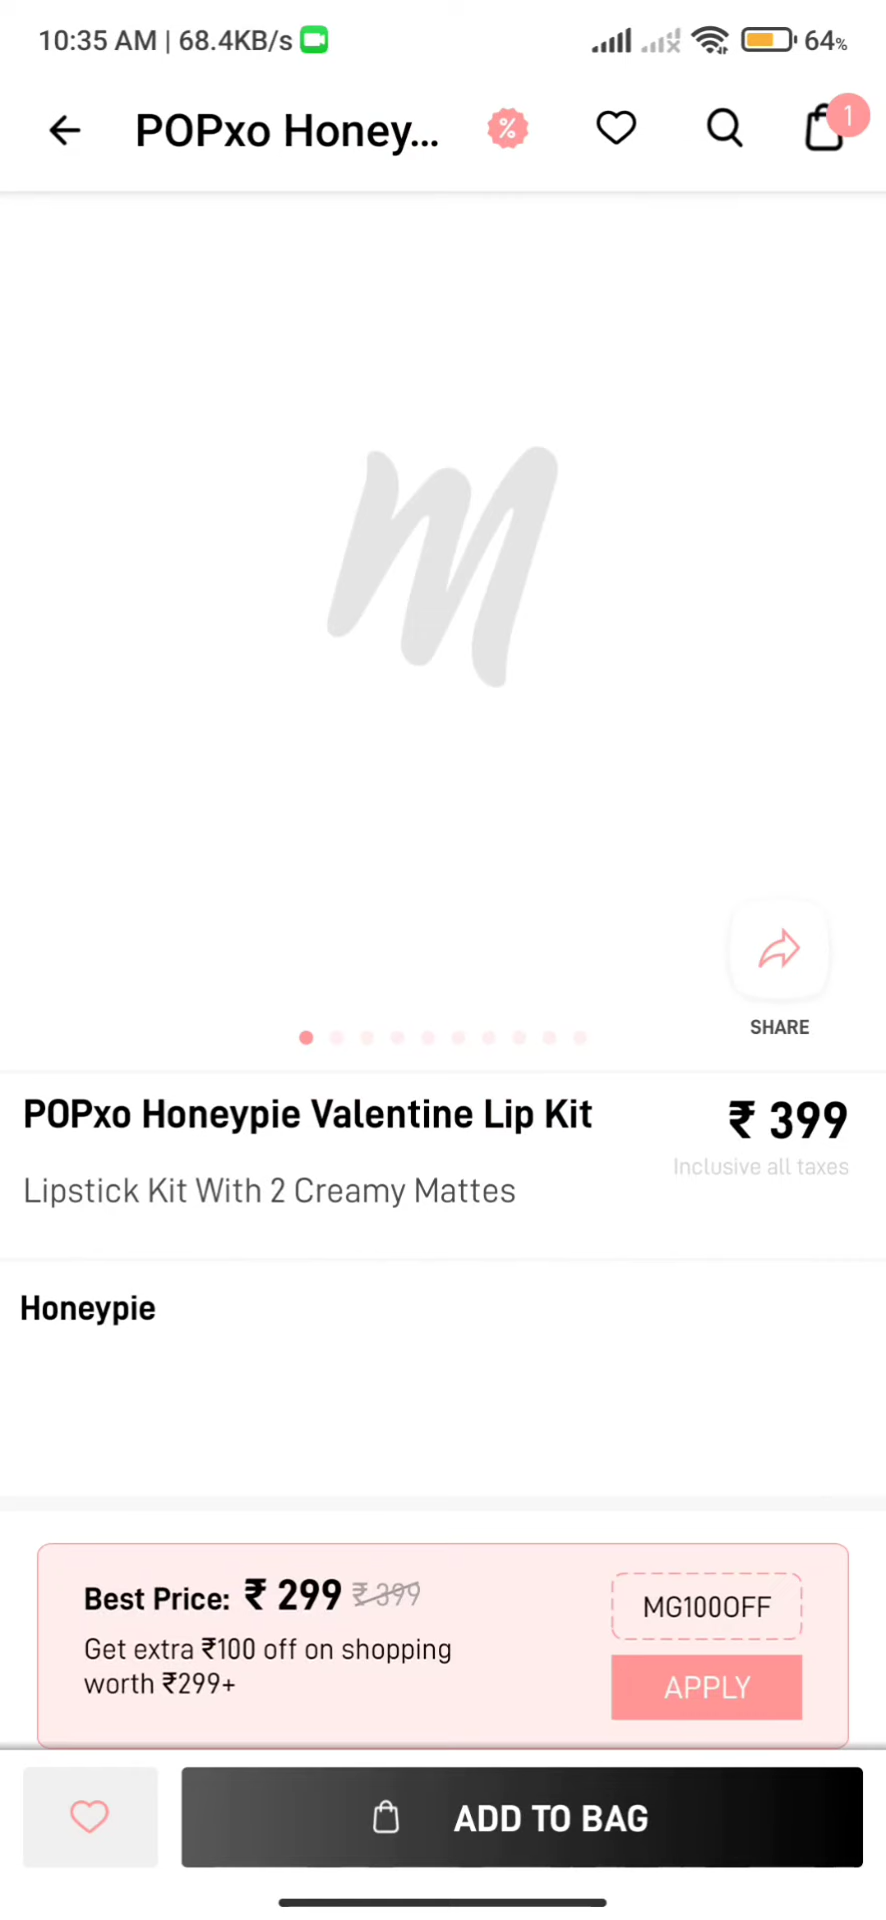 10:35 AM | 68.4KB/s 64%
POPxo Honey... % 1
SHARE
POPxo Honeypie Valentine Lip Kit ₹ 399
Inclusive all taxes
Lipstick Kit With 2 Creamy Mattes
Honeypie
Best Price: ₹ 299 ₹ 399
MG100OFF
Get extra ₹100 off on shopping
worth ₹299+
APPLY
ADD TO BAG